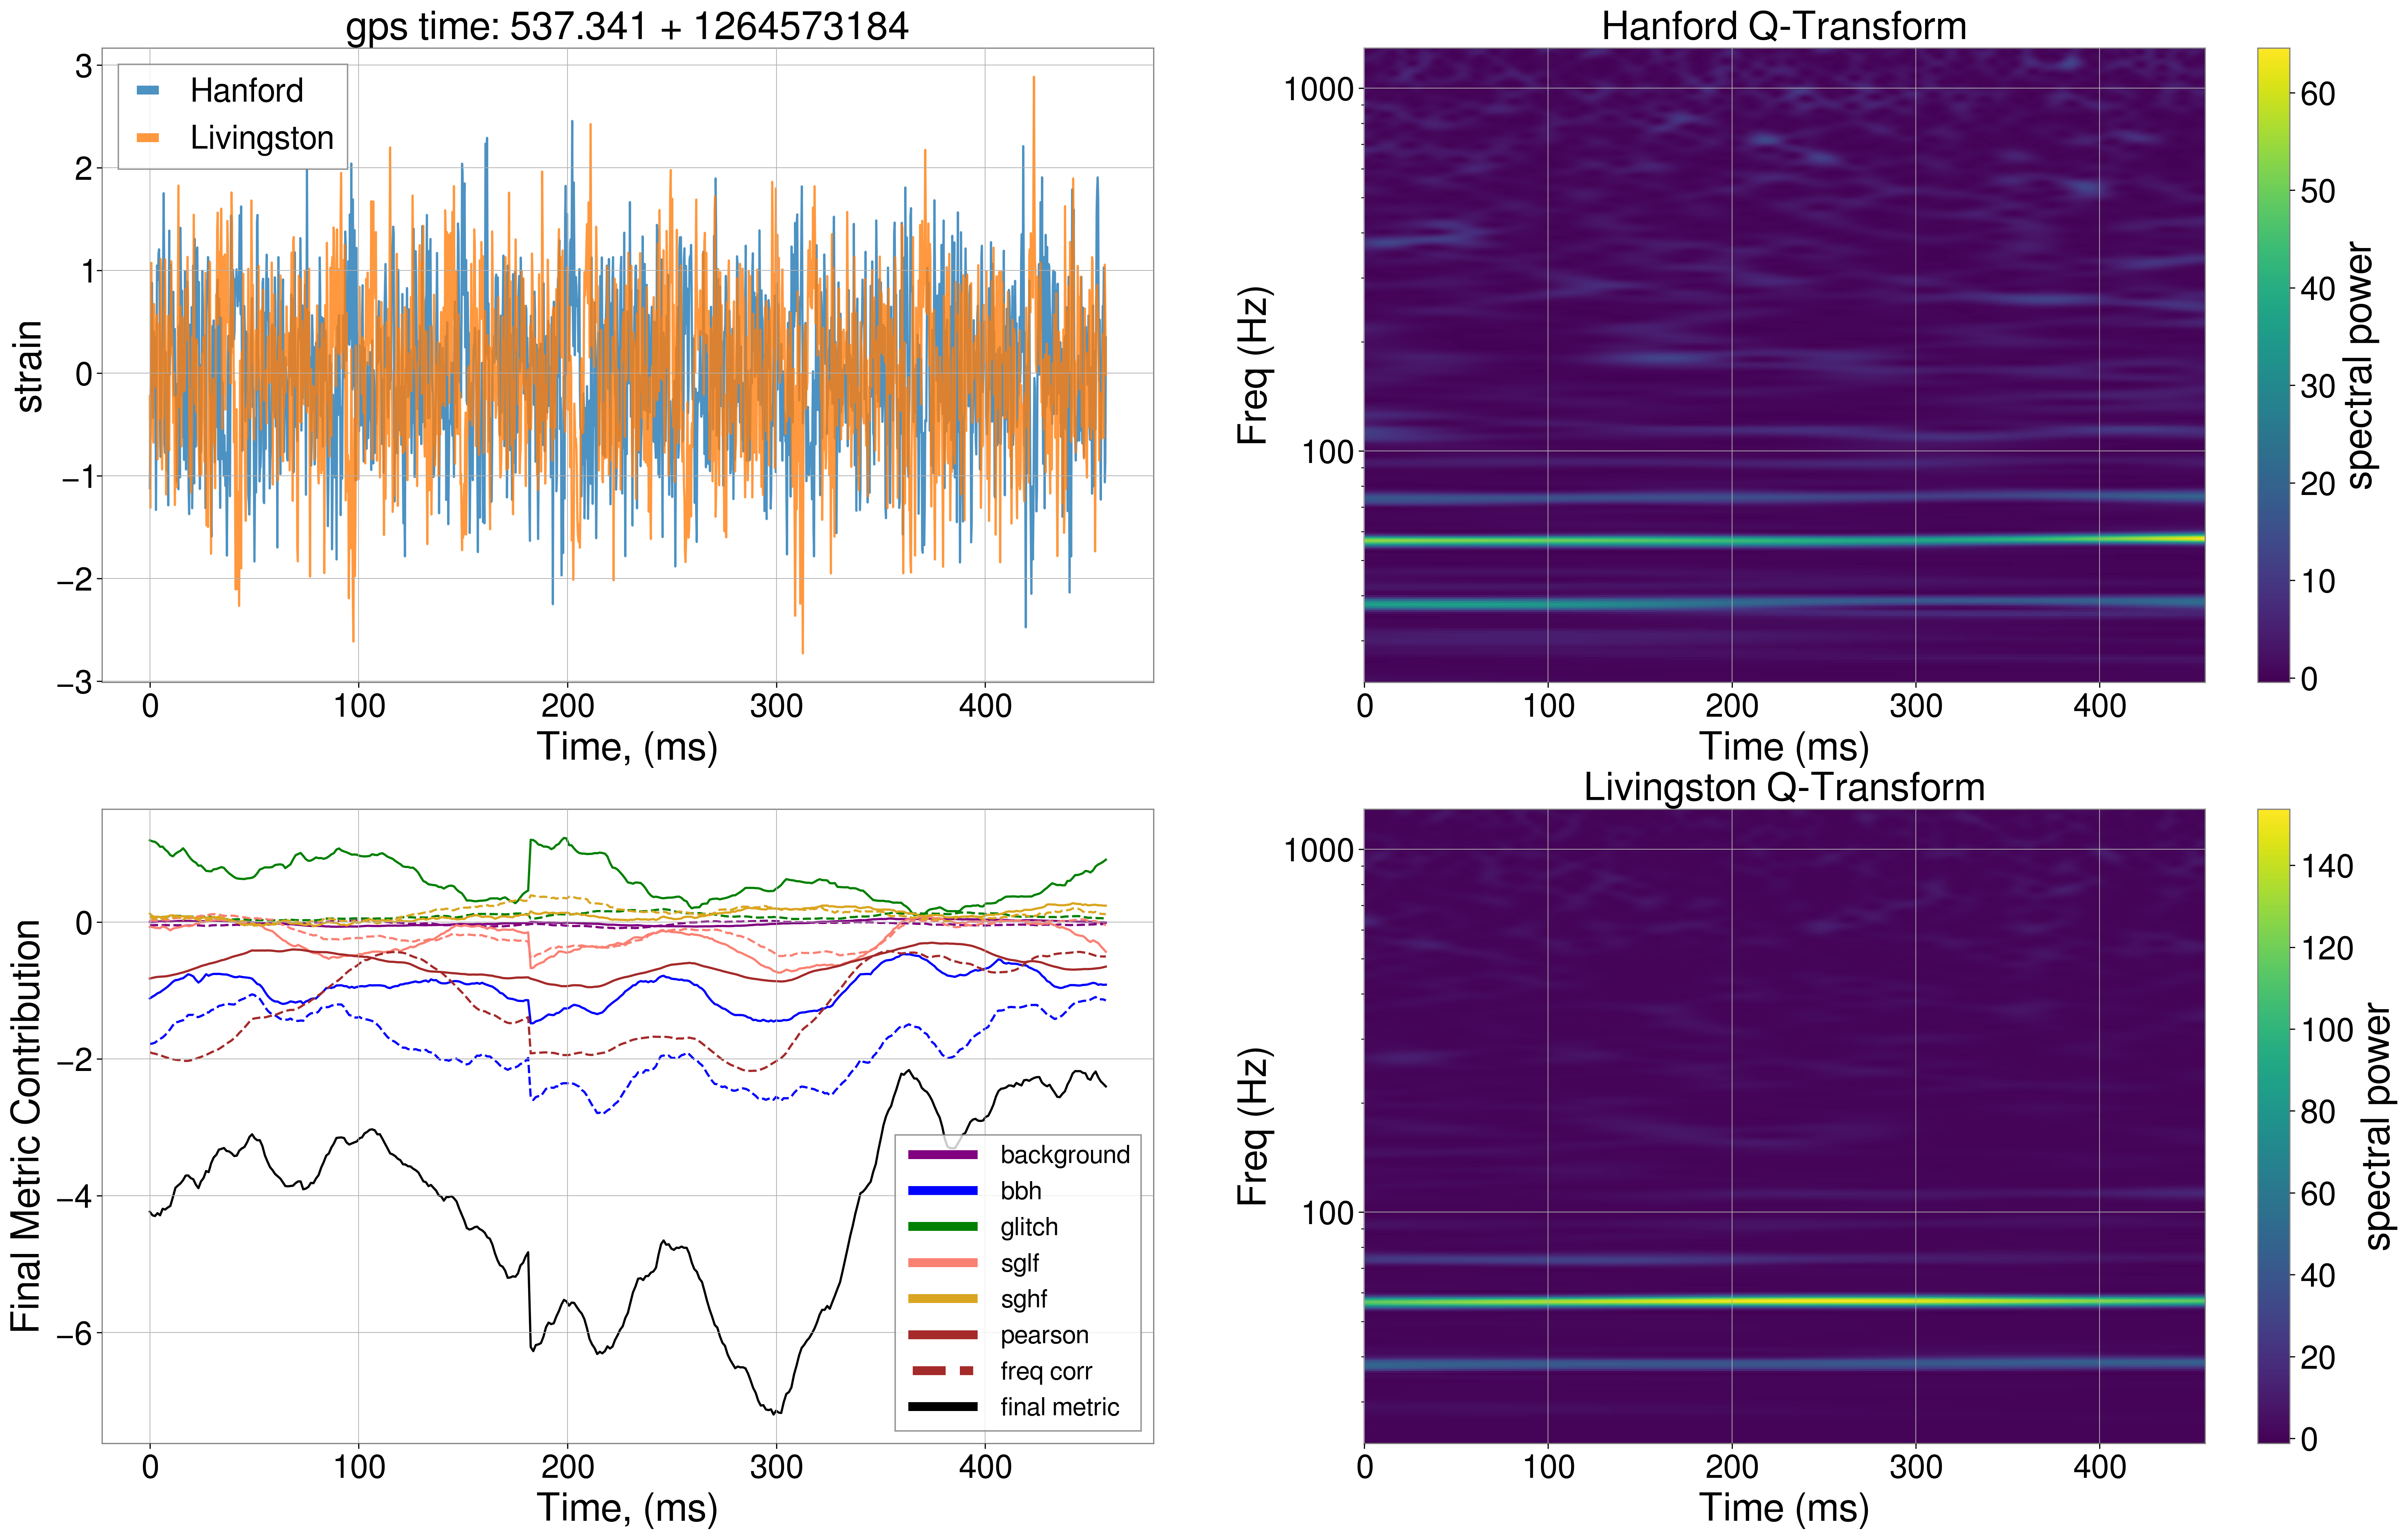 gps time: 537.341 + 1264573184
Hanford
Livingston
strain
3
2
1
0
−1
−2
−3
0 100 200 300 400
Time, (ms)
Hanford Q-Transform
Freq (Hz)
1000
100
0 100 200 300 400
Time (ms)
60
50
40
30
20
10
0
spectral power
Final Metric Contribution
0
−2
−4
−6
background
bbh
glitch
sglf
sghf
pearson
freq corr
final metric
0 100 200 300 400
Time, (ms)
Livingston Q-Transform
Freq (Hz)
1000
100
0 100 200 300 400
Time (ms)
140
120
100
80
60
40
20
0
spectral power